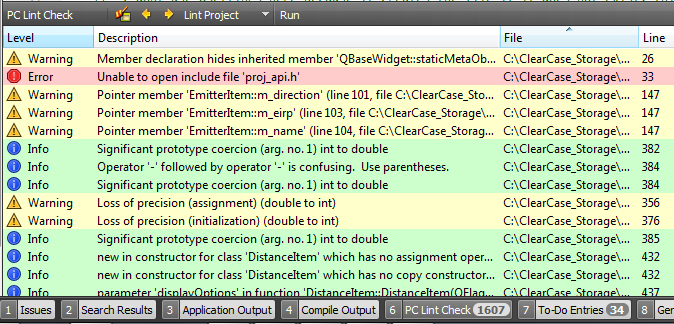 PC Lint Check Lint Project Run
Level Description File Line
Warning Member declaration hides inherited member 'QBaseWidget::staticMetaOb... C:\ClearCase_Storage\... 26
Error Unable to open include file 'proj_api.h' C:\ClearCase_Storage\... 33
Warning Pointer member 'EmitterItem::m_direction' (line 101, file C:\ClearCase_Sto... C:\ClearCase_Storage\... 147
Warning Pointer member 'EmitterItem::m_eirp' (line 103, file C:\ClearCase_Storage... C:\ClearCase_Storage\... 147
Warning Pointer member 'EmitterItem::m_name' (line 104, file C:\ClearCase_Storag... C:\ClearCase_Storage\... 147
Info Significant prototype coercion (arg. no. 1) int to double C:\ClearCase_Storage\... 382
Info Operator '-' followed by operator '-' is confusing. Use parentheses. C:\ClearCase_Storage\... 384
Info Significant prototype coercion (arg. no. 1) int to double C:\ClearCase_Storage\... 384
Warning Loss of precision (assignment) (double to int) C:\ClearCase_Storage\... 356
Warning Loss of precision (initialization) (double to int) C:\ClearCase_Storage\... 376
Info Significant prototype coercion (arg. no. 1) int to double C:\ClearCase_Storage\... 385
Info new in constructor for class 'DistanceItem' which has no assignment oper... C:\ClearCase_Storage\... 432
Info new in constructor for class 'DistanceItem' which has no copy constructor... C:\ClearCase_Storage\... 432
Info parameter 'displayOptions' in function 'DistanceItem::DistanceItem(QFlag... C:\ClearCase_Storage\... 437
1 Issues 2 Search Results 3 Application Output 4 Compile Output 6 PC Lint Check 1607 7 To-Do Entries 34 8 Gen